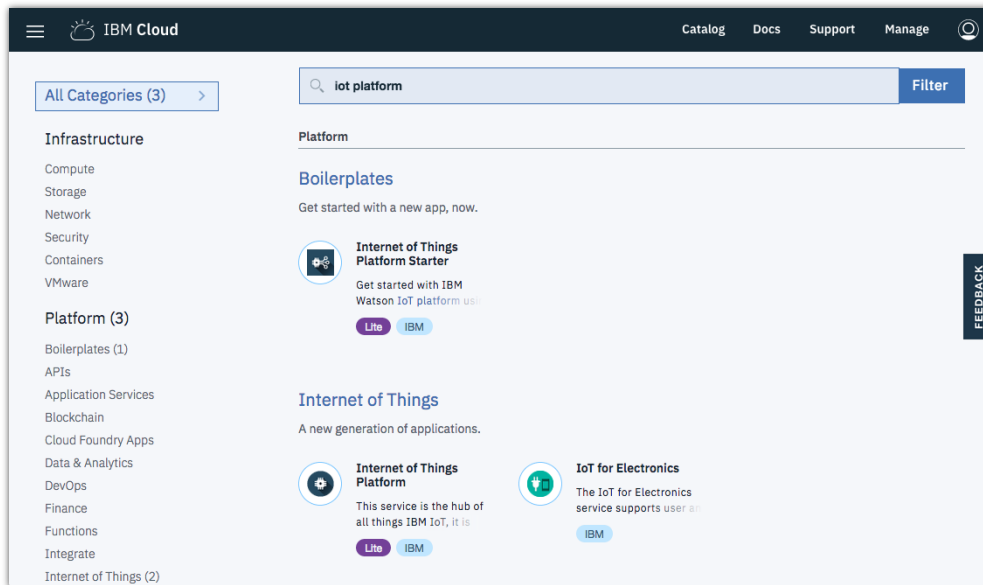 IBM Cloud
Catalog
Docs
Support
Manage
All Categories (3)
Infrastructure
Compute
Storage
Network
Security
Containers
VMware
Platform (3)
Boilerplates (1)
APIs
Application Services
Blockchain
Cloud Foundry Apps
Data & Analytics
DevOps
Finance
Functions
Integrate
Internet of Things (2)
iot platform
Filter
Platform
Boilerplates
Get started with a new app, now.
Internet of Things
Platform Starter
Get started with IBM
Watson IoT platform usi
Lite
IBM
Internet of Things
A new generation of applications.
Internet of Things
Platform
This service is the hub of
all things IBM IoT, it is
Lite
IBM
IoT for Electronics
The IoT for Electronics
service supports user an
IBM
FEEDBACK